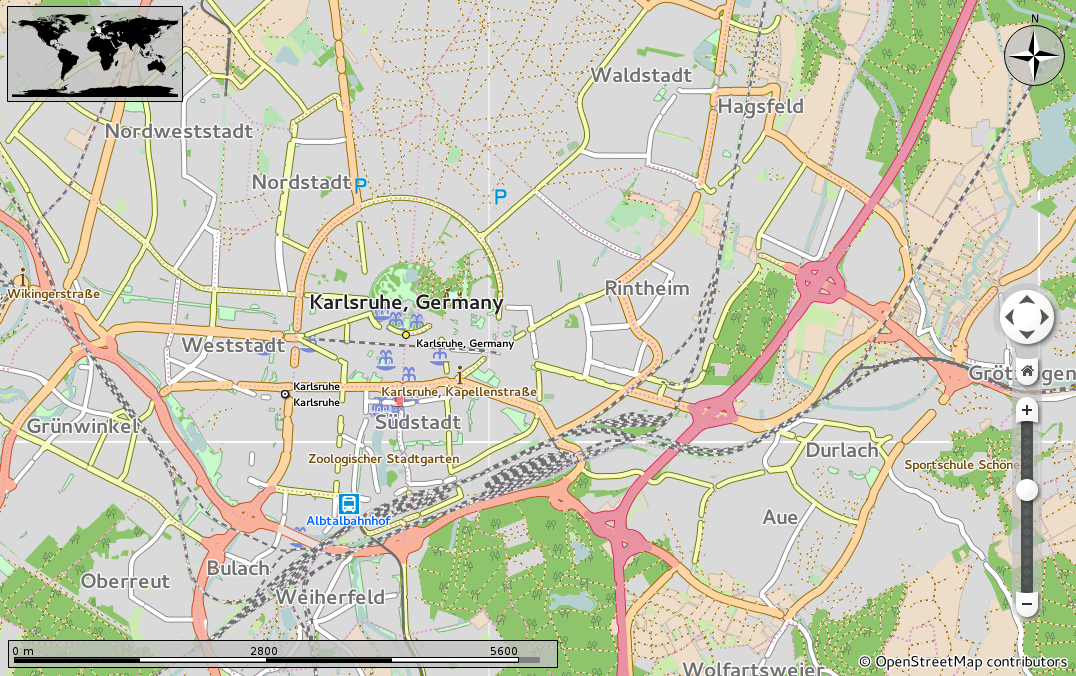 N
Waldstadt
Hagsfeld
Nordweststadt
Nordstadt
P
P
Rintheim
Wikingerstraße
Karlsruhe, Germany
Karlsruhe, Germany
Weststadt
Karlsruhe
Karlsruhe, Kapellenstraße
Karlsruhe
Südstadt
Grünwinkel
Durlach
Zoologischer Stadtgarten
Sportschule Schöne
Albtalbahnhof
Aue
Bulach
Oberreut
Weiherfeld
0 m 2800 5600
Wolfartsweier
© OpenStreetMap contributors
+
−